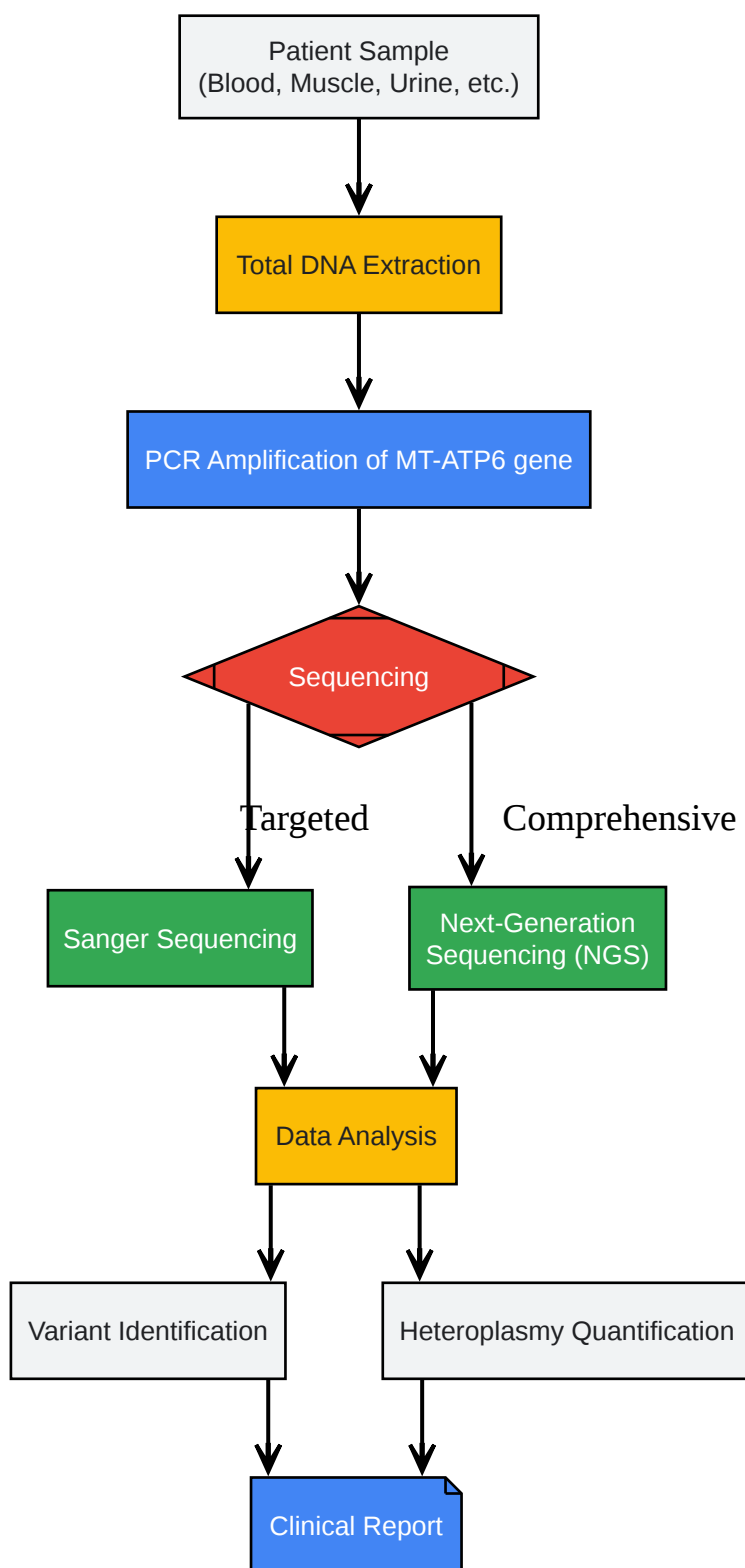 Patient Sample
(Blood, Muscle, Urine, etc.)
Total DNA Extraction
PCR Amplification of MT-ATP6 gene
Sequencing
Targeted
Comprehensive
Sanger Sequencing
Next-Generation
Sequencing (NGS)
Data Analysis
Variant Identification
Heteroplasmy Quantification
Clinical Report